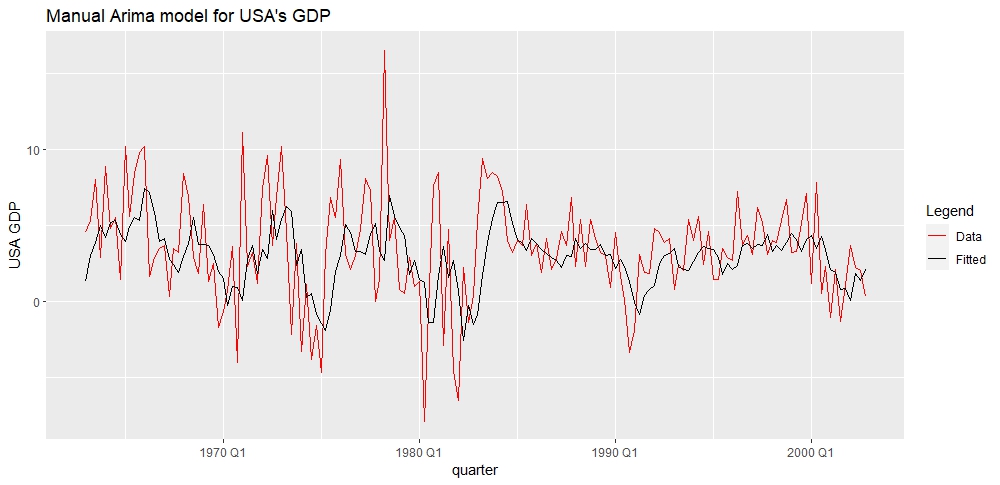 Manual Arima model for USA's GDP
USA GDP
10
0
1970 Q1
1980 Q1
1990 Q1
2000 Q1
quarter
Legend
Data
Fitted